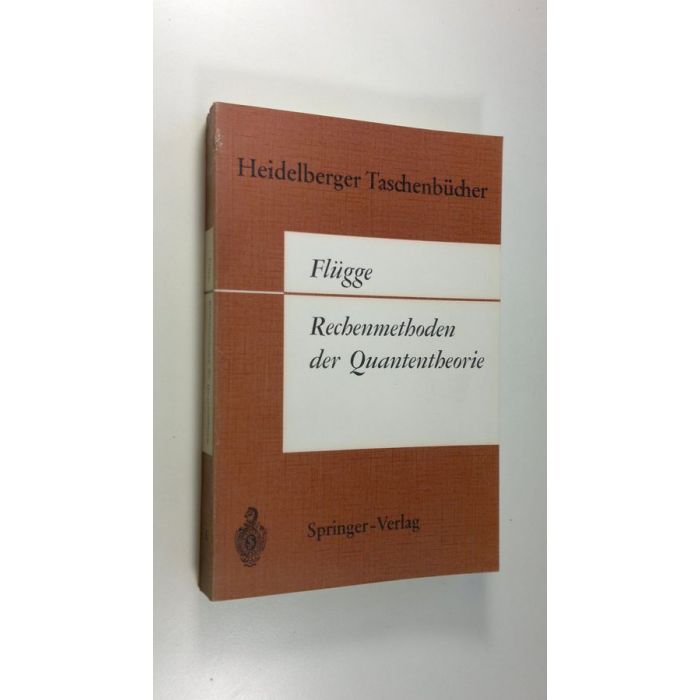 Heidelberger Taschenbücher
Flügge
Rechenmethoden
der Quantentheorie
Springer-Verlag